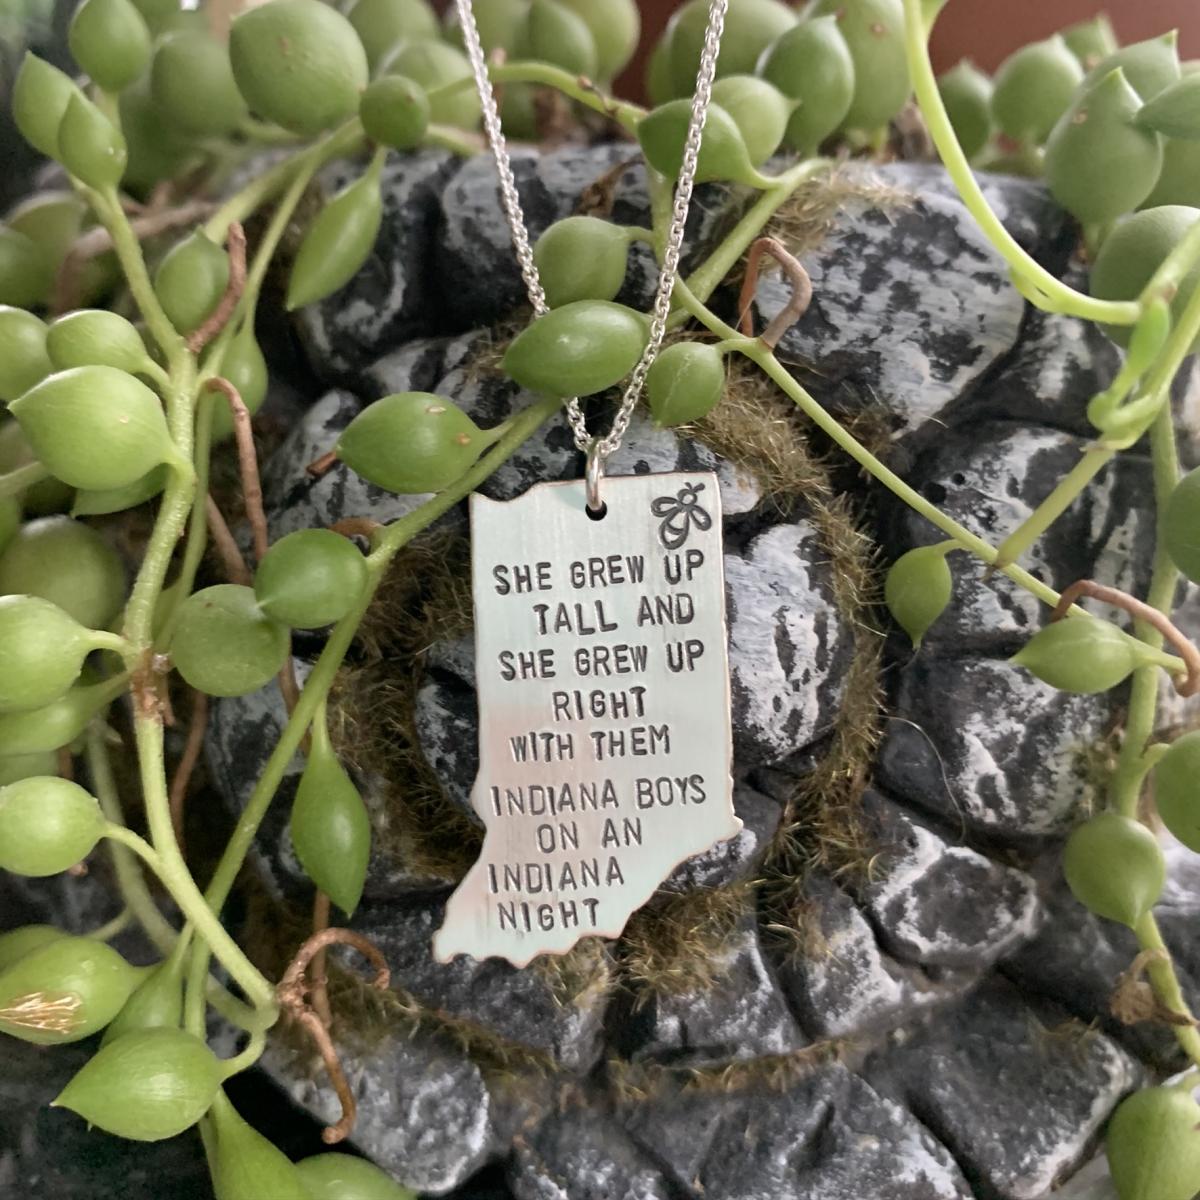 SHE GREW UP
TALL AND
SHE GREW UP
RIGHT
WITH THEM
INDIANA BOYS
ON AN
INDIANA
NIGHT